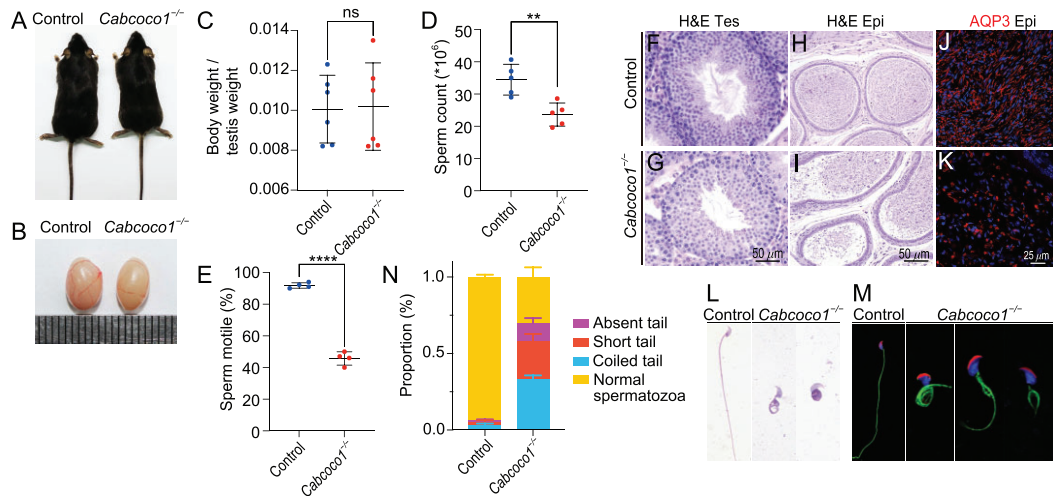 A
Control Cabcoco1⁻/⁻
B
Control Cabcoco1⁻/⁻
C
ns
Body weight /
testis weight
0.014
0.012
0.010
0.008
0.006
Control
Cabcoco1⁻/⁻
D
**
Sperm count (*10⁶)
50
40
30
20
10
0
Control
Cabcoco1⁻/⁻
E
****
Sperm motile (%)
100
80
60
40
20
0
Control
Cabcoco1⁻/⁻
N
Proportion (%)
1.0
0.5
0.0
Control
Cabcoco1⁻/⁻
Absent tail
Short tail
Coiled tail
Normal
spermatozoa
H&E Tes
H&E Epi
AQP3 Epi
Control
Cabcoco1⁻/⁻
F
H
J
G
50 µm
I
50 µm
K
25 µm
L
Control Cabcoco1⁻/⁻
M
Control Cabcoco1⁻/⁻